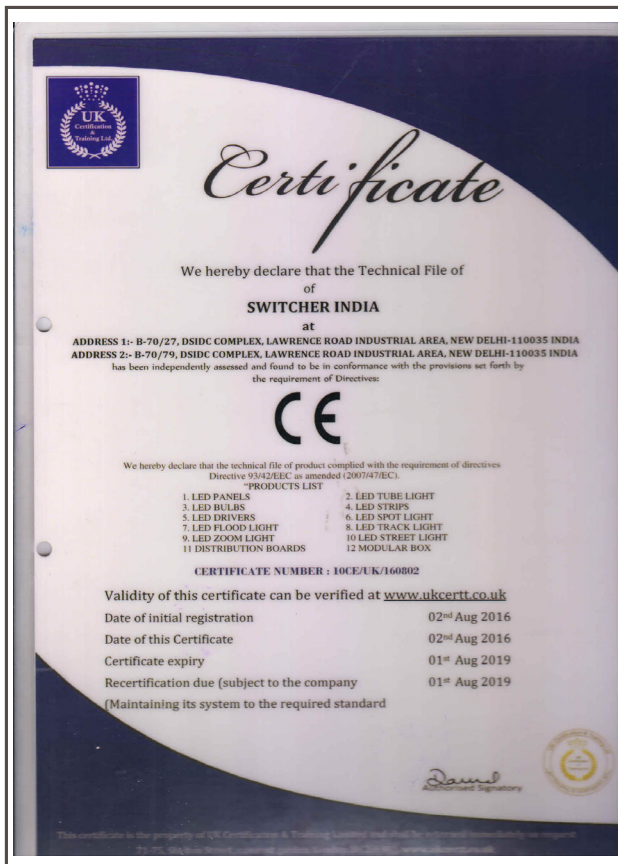 UK
Certification
&
Training Ltd.
Certificate
We hereby declare that the Technical File of
of
SWITCHER INDIA
at
ADDRESS 1:- B-70/27, DSIDC COMPLEX, LAWRENCE ROAD INDUSTRIAL AREA, NEW DELHI-110035 INDIA
ADDRESS 2:- B-70/79, DSIDC COMPLEX, LAWRENCE ROAD INDUSTRIAL AREA, NEW DELHI-110035 INDIA
has been independently assessed and found to be in conformance with the provisions set forth by
the requirement of Directives:
CE
We hereby declare that the technical file of product complied with the requirement of directives
Directive 93/42/EEC as amended (2007/47/EC).
"PRODUCTS LIST
1. LED PANELS 2. LED TUBE LIGHT
3. LED BULBS 4. LED STRIPS
5. LED DRIVERS 6. LED SPOT LIGHT
7. LED FLOOD LIGHT 8. LED TRACK LIGHT
9. LED ZOOM LIGHT 10 LED STREET LIGHT
11 DISTRIBUTION BOARDS 12 MODULAR BOX
CERTIFICATE NUMBER : 10CE/UK/160802
Validity of this certificate can be verified at www.ukcertt.co.uk
Date of initial registration 02nd Aug 2016
Date of this Certificate 02nd Aug 2016
Certificate expiry 01st Aug 2019
Recertification due (subject to the company 01st Aug 2019
(Maintaining its system to the required standard
Authorised Signatory
This certificate is the property of UK Certification & Training Limited and shall be returned immediately on request